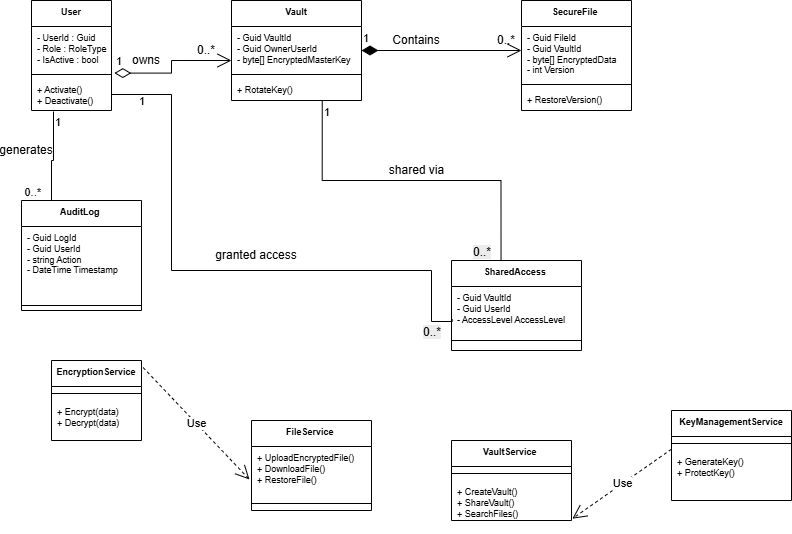 User
- UserId : Guid
- Role : RoleType
- IsActive : bool
+ Activate()
+ Deactivate()
1
owns
0..*
Vault
- Guid VaultId
- Guid OwnerUserId
- byte[] EncryptedMasterKey
+ RotateKey()
1
Contains
0..*
SecureFile
- Guid FileId
- Guid VaultId
- byte[] EncryptedData
- int Version
+ RestoreVersion()
1
generates
0..*
AuditLog
- Guid LogId
- Guid UserId
- string Action
- DateTime Timestamp
1
granted access
0..*
1
shared via
0..*
SharedAccess
- Guid VaultId
- Guid UserId
- AccessLevel AccessLevel
EncryptionService
+ Encrypt(data)
+ Decrypt(data)
Use
FileService
+ UploadEncryptedFile()
+ DownloadFile()
+ RestoreFile()
VaultService
+ CreateVault()
+ ShareVault()
+ SearchFiles()
Use
KeyManagementService
+ GenerateKey()
+ ProtectKey()